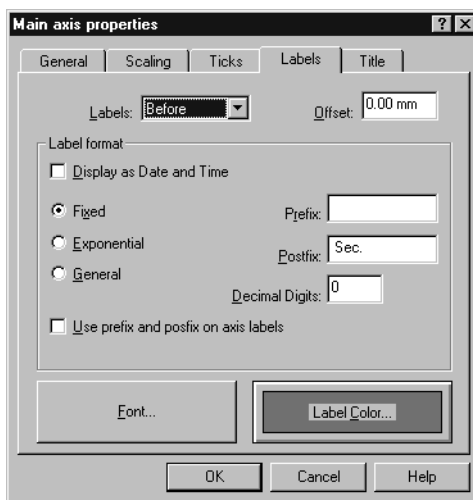 Main axis properties ? ×
General Scaling Ticks Labels Title
Labels: Before Offset: 0.00 mm
Label format
Display as Date and Time
Fixed Prefix:
Exponential Postfix: Sec.
General Decimal Digits: 0
Use prefix and posfix on axis labels
Font... Label Color...
OK Cancel Help